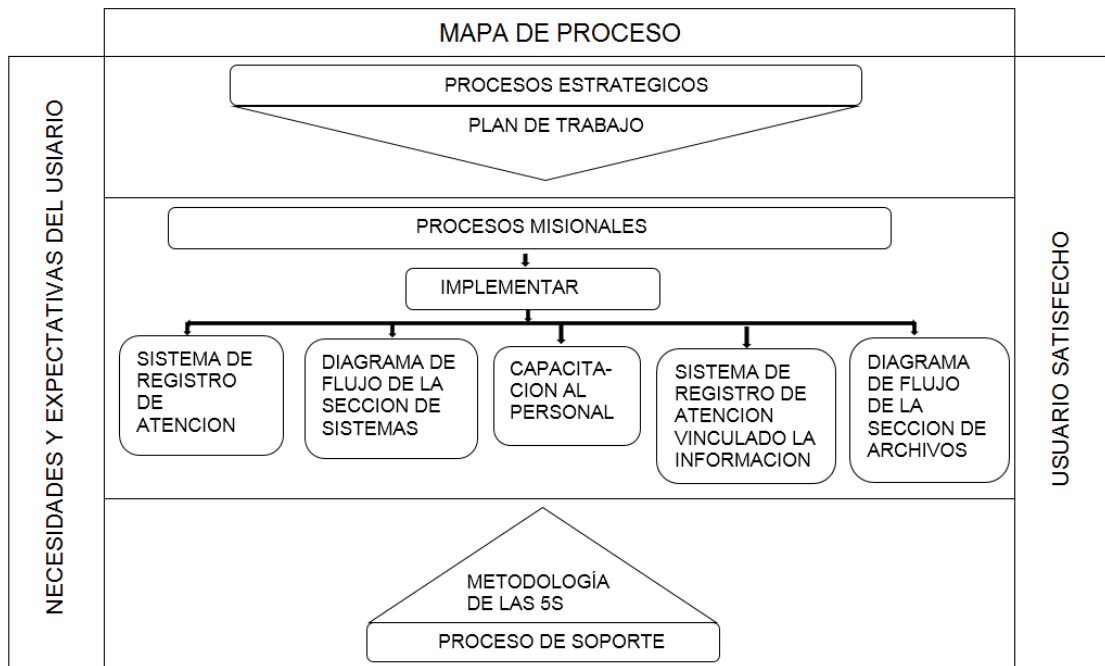 MAPA DE PROCESO
NECESIDADES Y EXPECTATIVAS DEL USIARIO
PROCESOS ESTRATEGICOS
PLAN DE TRABAJO
PROCESOS MISIONALES
IMPLEMENTAR
SISTEMA DE
REGISTRO
DE
ATENCION
DIAGRAMA DE
FLUJO DE LA
SECCION DE
SISTEMAS
CAPACITA-
CION AL
PERSONAL
SISTEMA DE
REGISTRO DE
ATENCION
VINCULADO LA
INFORMACION
DIAGRAMA
DE FLUJO
DE LA
SECCION DE
ARCHIVOS
METODOLOGÍA
DE LAS 5S
PROCESO DE SOPORTE
USUARIO SATISFECHO